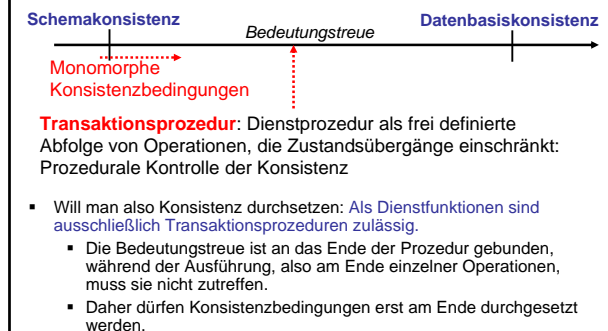 Schemakonsistenz
Datenbasiskonsistenz
Bedeutungstreue
Monomorphe
Konsistenzbedingungen
Transaktionsprozedur: Dienstprozedur als frei definierte
Abfolge von Operationen, die Zustandsübergänge einschränkt:
Prozedurale Kontrolle der Konsistenz
▪ Will man also Konsistenz durchsetzen: Als Dienstfunktionen sind
ausschließlich Transaktionsprozeduren zulässig.
▪ Die Bedeutungstreue ist an das Ende der Prozedur gebunden,
während der Ausführung, also am Ende einzelner Operationen,
muss sie nicht zutreffen.
▪ Daher dürfen Konsistenzbedingungen erst am Ende durchgesetzt
werden.